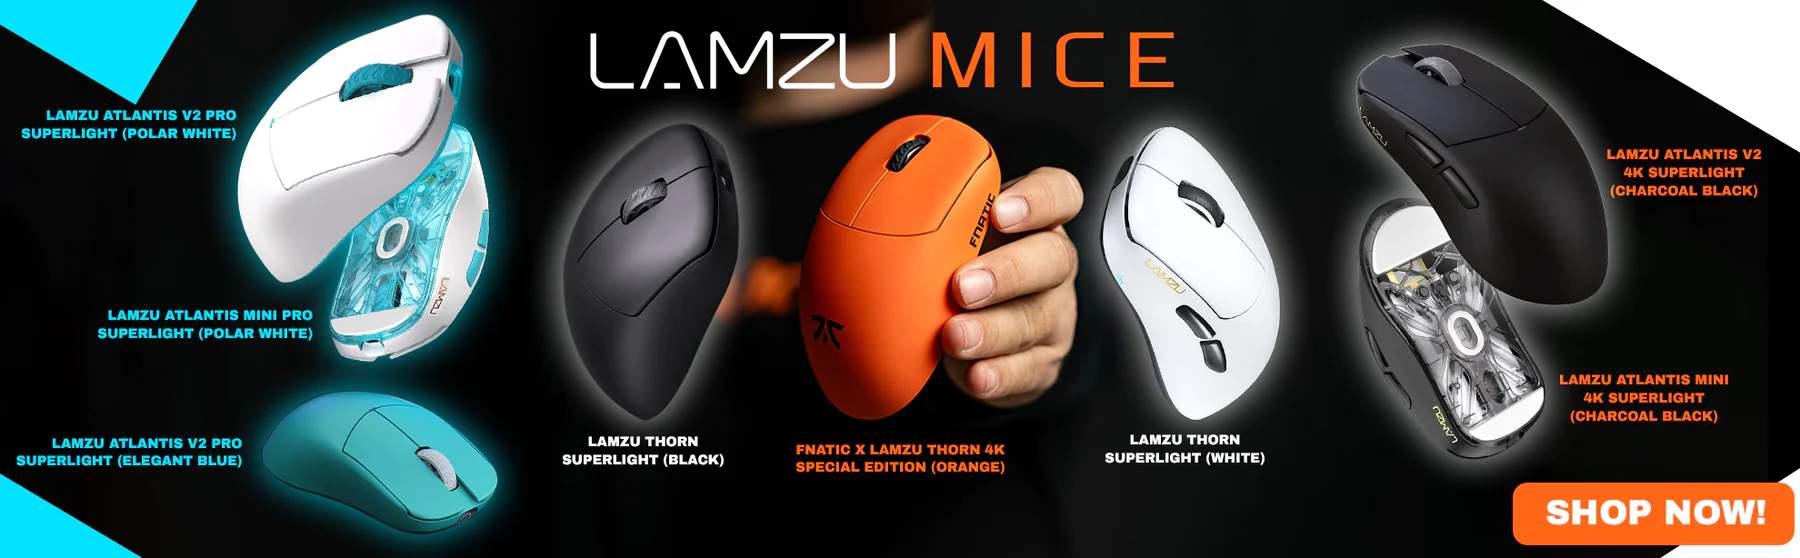 LAMZU MICE
LAMZU ATLANTIS V2 PRO
SUPERLIGHT (POLAR WHITE)
LAMZU ATLANTIS MINI PRO
SUPERLIGHT (POLAR WHITE)
LAMZU
LAMZU ATLANTIS V2 PRO
SUPERLIGHT (ELEGANT BLUE)
LAMZU THORN
SUPERLIGHT (BLACK)
FNATIC
FNATIC X LAMZU THORN 4K
SPECIAL EDITION (ORANGE)
LAMZU
LAMZU THORN
SUPERLIGHT (WHITE)
LAMZU
LAMZU ATLANTIS V2
4K SUPERLIGHT
(CHARCOAL BLACK)
LAMZU
LAMZU ATLANTIS MINI
4K SUPERLIGHT
(CHARCOAL BLACK)
SHOP NOW!